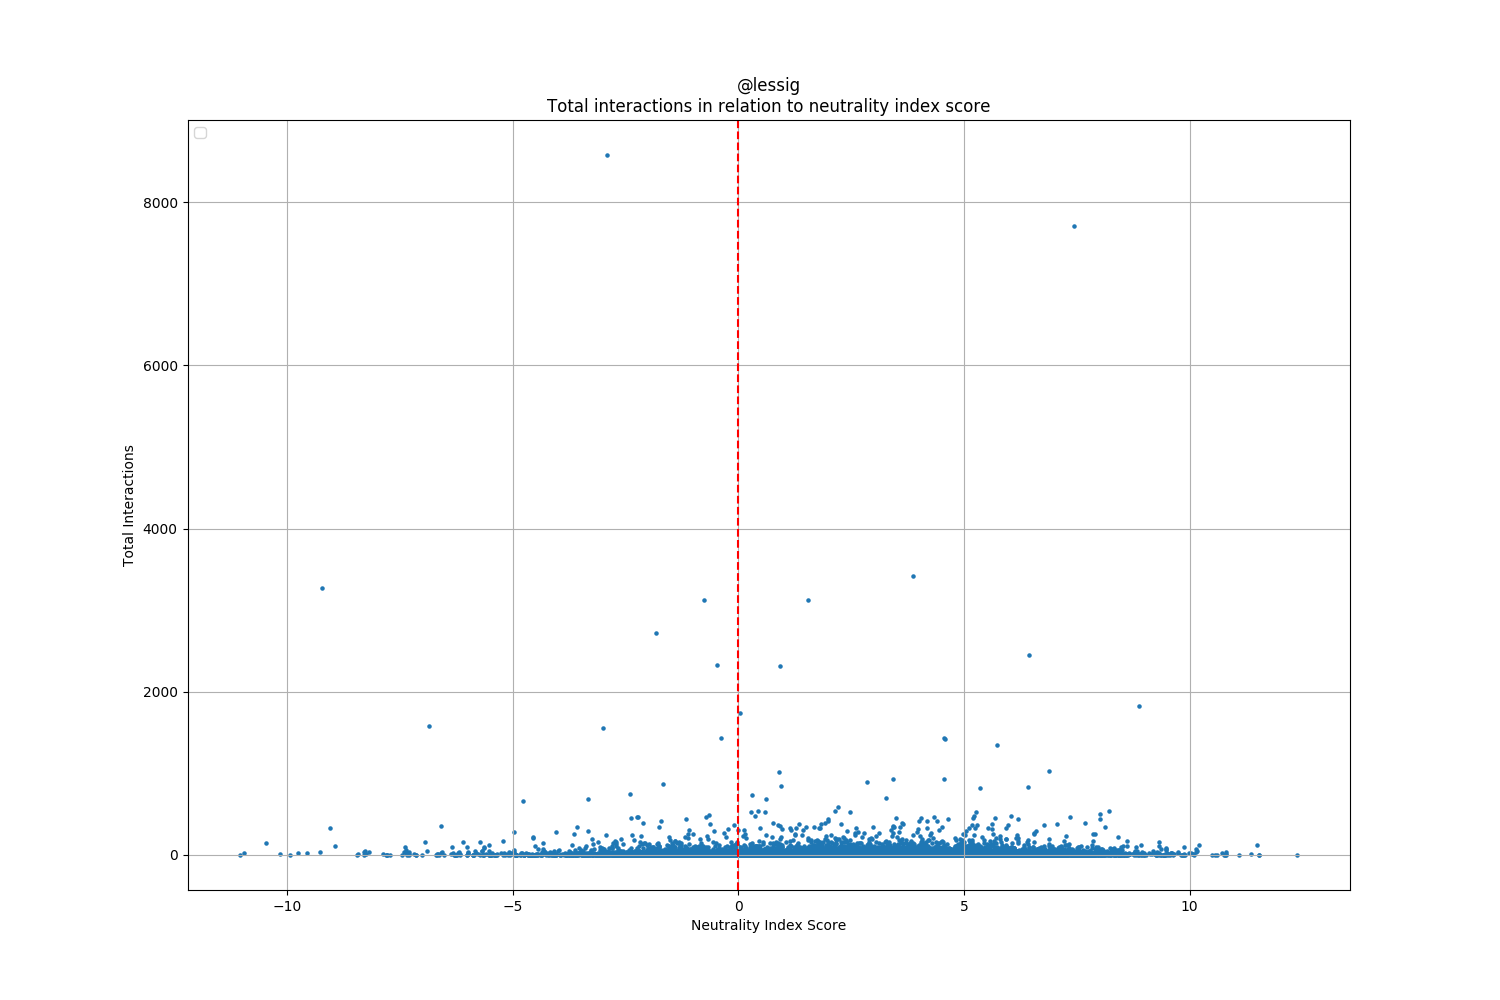 @lessig
Total interactions in relation to neutrality index score
8000
6000
4000
2000
0
Total Interactions
−10
−5
0
5
10
Neutrality Index Score